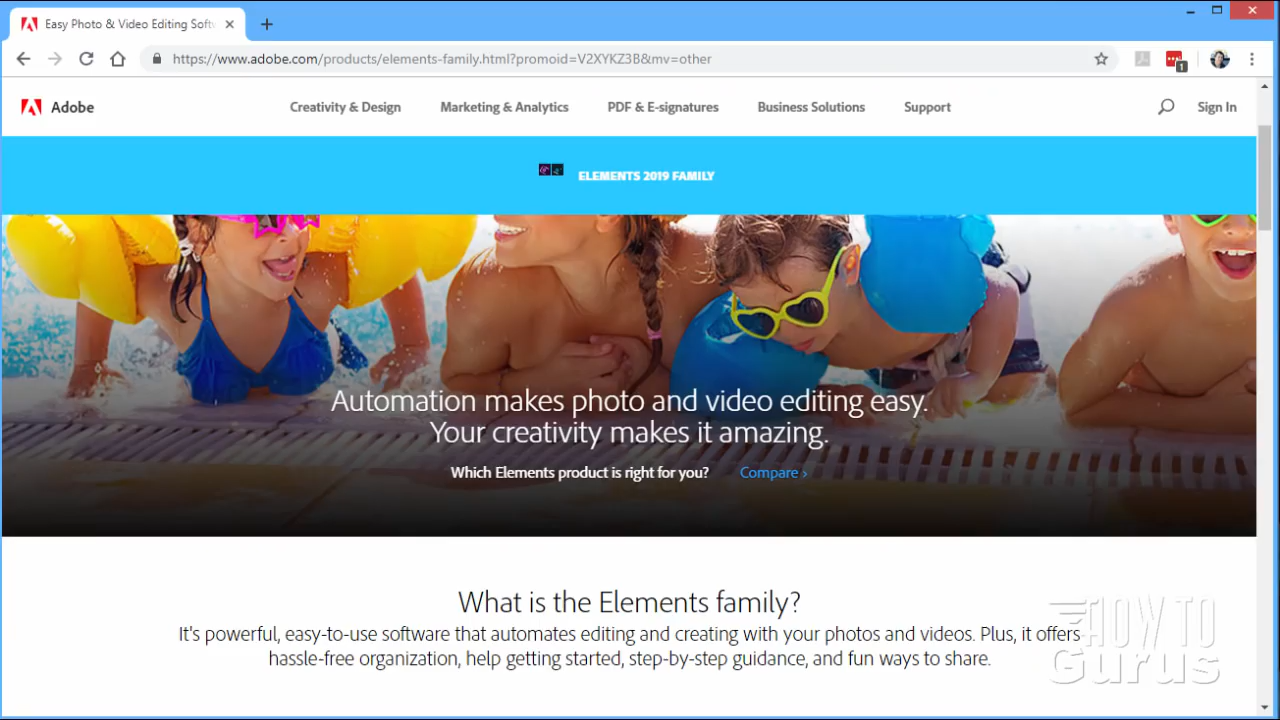 Easy Photo & Video Editing Softw
https://www.adobe.com/products/elements-family.html?promoid=V2XYKZ3B&mv=other
1
Adobe
Creativity & Design
Marketing & Analytics
PDF & E-signatures
Business Solutions
Support
Sign In
ELEMENTS 2019 FAMILY
Automation makes photo and video editing easy.
Your creativity makes it amazing.
Which Elements product is right for you? Compare ›
What is the Elements family?
It's powerful, easy-to-use software that automates editing and creating with your photos and videos. Plus, it offers
hassle-free organization, help getting started, step-by-step guidance, and fun ways to share.
HOW TO
Gurus